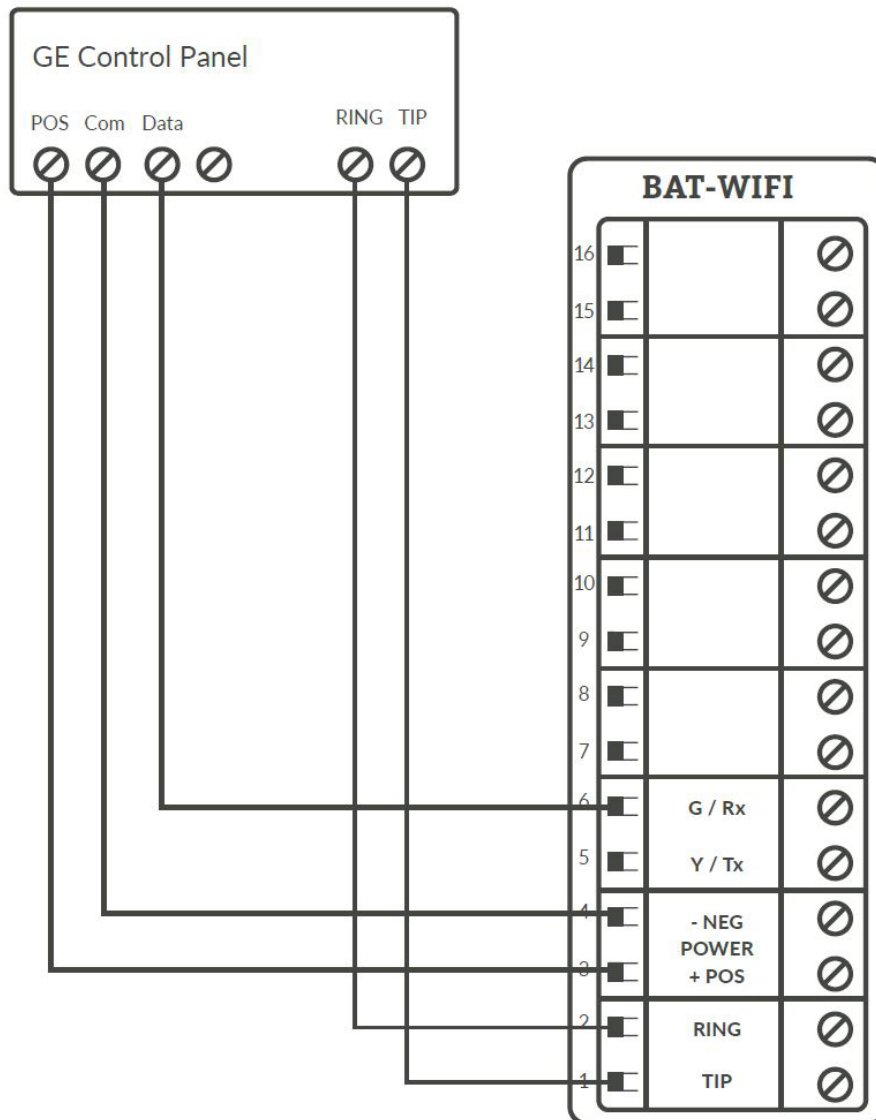 GE Control Panel
POS Com Data RING TIP
BAT-WIFI
16
15
14
13
12
11
10
9
8
7
6 G / Rx
5 Y / Tx
4 - NEG
POWER
3 + POS
2 RING
1 TIP